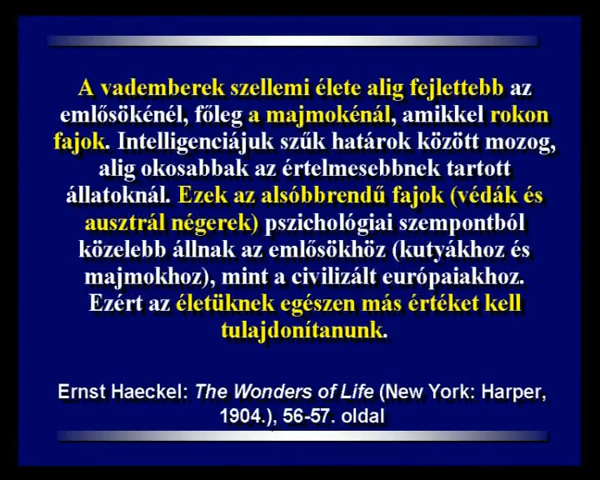 A vademberek szellemi élete alig fejlettebb az
emlősökénél, főleg a majmokénál, amikkel rokon
fajok. Intelligenciájuk szűk határok között mozog,
alig okosabbak az értelmesebbnek tartott
állatoknál. Ezek az alsóbbrendű fajok (védák és
ausztrál négerek) pszichológiai szempontból
közelebb állnak az emlősökhöz (kutyákhoz és
majmokhoz), mint a civilizált európaiakhoz.
Ezért az életüknek egészen más értéket kell
tulajdonítanunk.
Ernst Haeckel: The Wonders of Life (New York: Harper,
1904.), 56-57. oldal